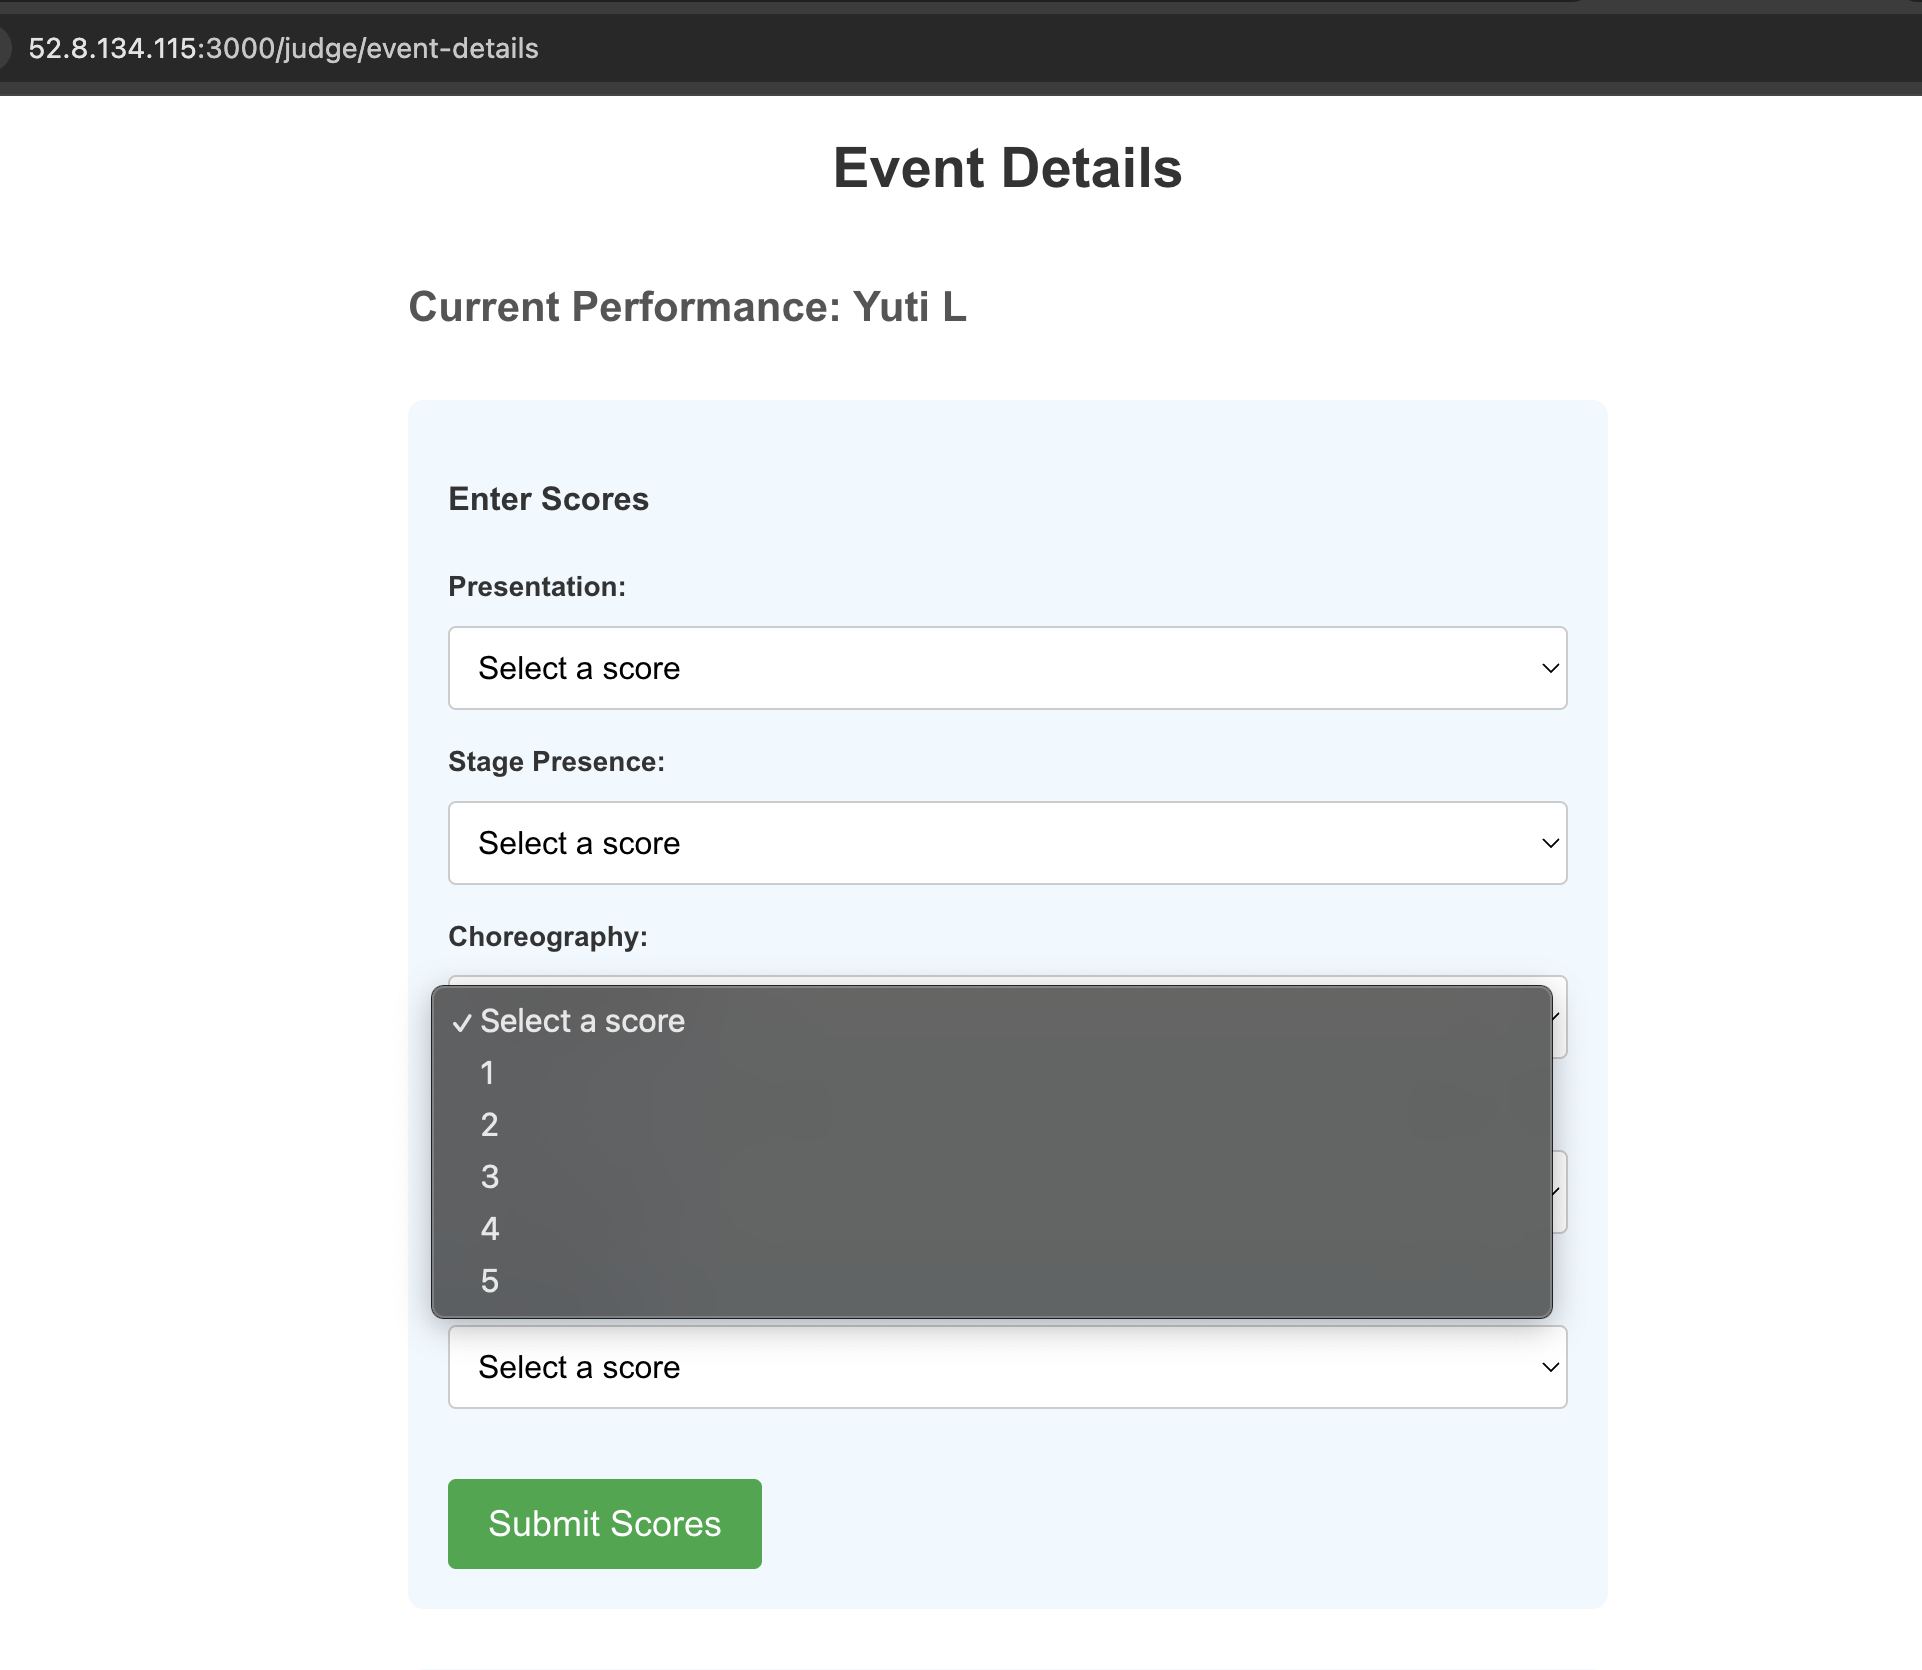 52.8.134.115:3000/judge/event-details
Event Details
Current Performance: Yuti L
Enter Scores
Presentation:
Select a score
Stage Presence:
Select a score
Choreography:
✓ Select a score
1
2
3
4
5
Select a score
Submit Scores